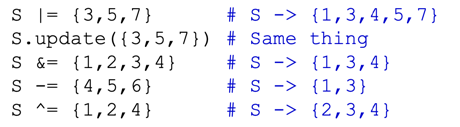 S |= {3,5,7} # S -> {1,3,4,5,7}
S.update({3,5,7}) # Same thing
S &= {1,2,3,4} # S -> {1,3,4}
S -= {4,5,6} # S -> {1,3}
S ^= {1,2,4} # S -> {2,3,4}